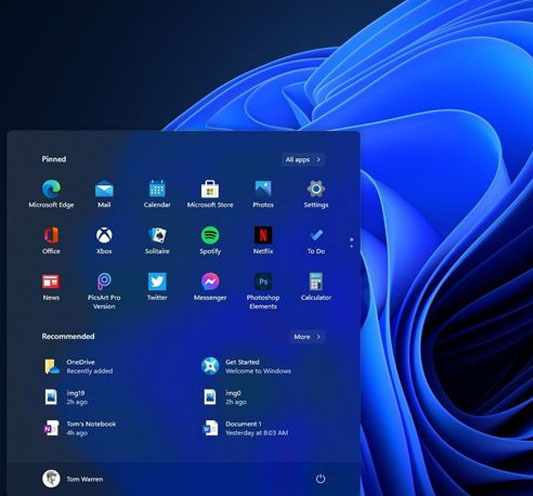 Pinned
All apps
Microsoft Edge
Mail
Calendar
Microsoft Store
Photos
Settings
Office
Xbox
Solitaire
Spotify
Netflix
To Do
News
PicsArt Pro
Version
Twitter
Messenger
Photoshop
Elements
Calculator
Recommended
More
OneDrive
Recently added
Get Started
Welcome to Windows
img19
2h ago
img0
2h ago
Tom's Notebook
4h ago
Document 1
Yesterday at 8:03 AM
Tom Warren